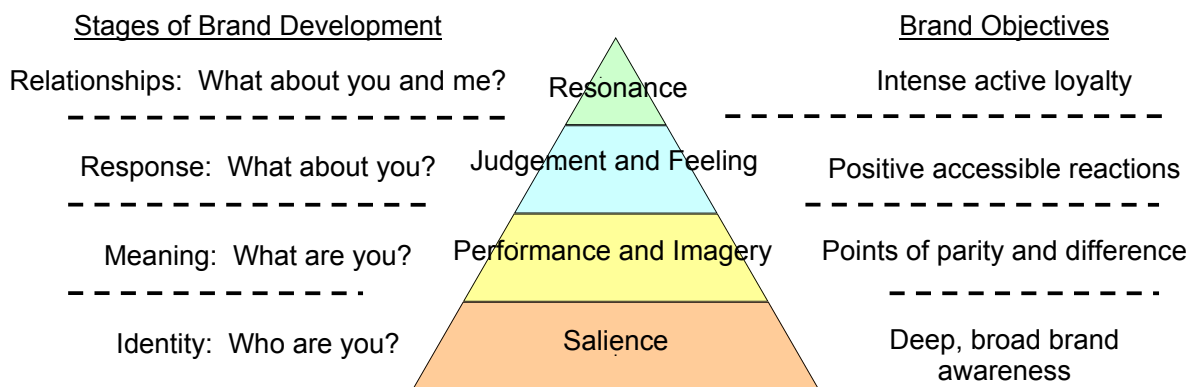 Stages of Brand Development
Brand Objectives
Relationships:  What about you and me?
Resonance
Intense active loyalty
Response:  What about you?
Judgement and Feeling
Positive accessible reactions
Meaning:  What are you?
Performance and Imagery
Points of parity and difference
Identity:  Who are you?
Salience
Deep, broad brand
awareness